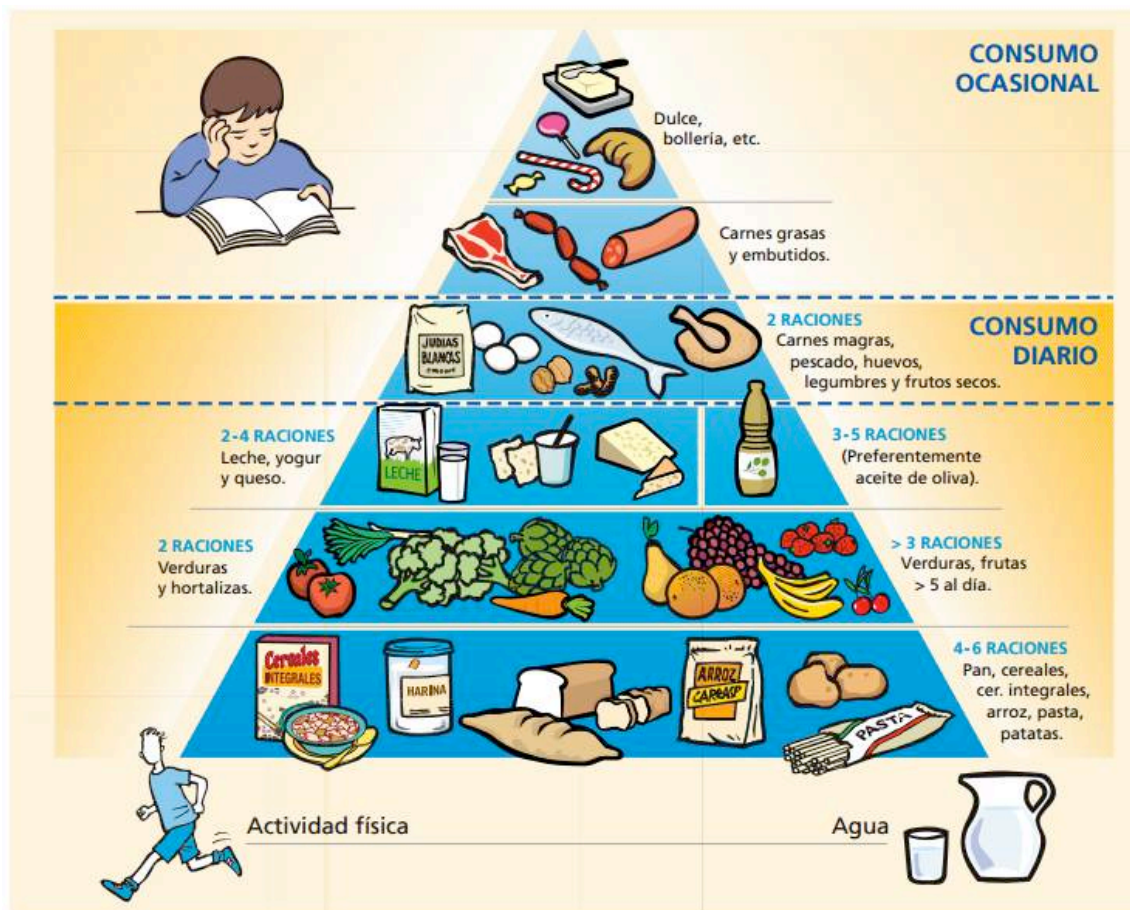 CONSUMO
OCASIONAL
Dulce,
bollería, etc.
Carnes grasas
y embutidos.
CONSUMO
DIARIO
2 RACIONES
Carnes magras,
pescado, huevos,
legumbres y frutos secos.
JUDIAS
BLANCAS
2-4 RACIONES
Leche, yogur
y queso.
LECHE
3-5 RACIONES
(Preferentemente
aceite de oliva).
2 RACIONES
Verduras
y hortalizas.
> 3 RACIONES
Verduras, frutas
> 5 al día.
Cereales
INTEGRALES
HARINA
ARROZ
PASTA
4-6 RACIONES
Pan, cereales,
cer. integrales,
arroz, pasta,
patatas.
Actividad física
Agua